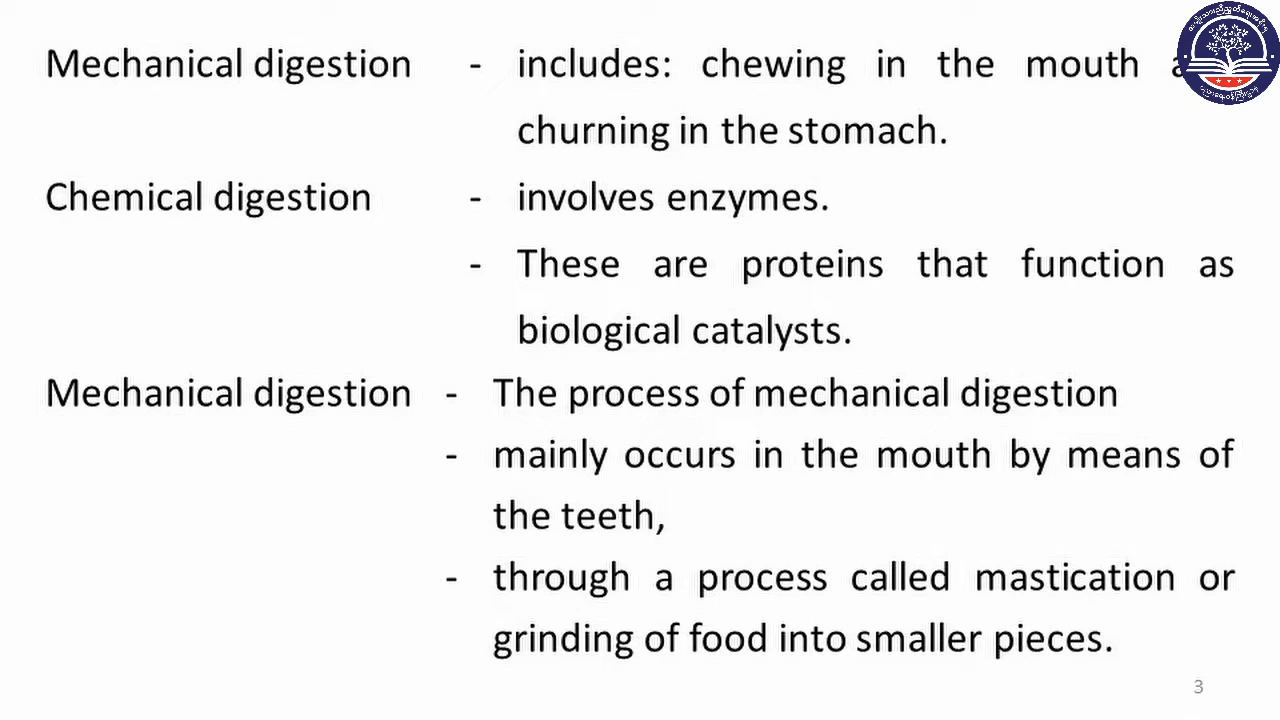 Mechanical digestion - includes: chewing in the mouth
churning in the stomach.
Chemical digestion - involves enzymes.
- These are proteins that function as
biological catalysts.
Mechanical digestion - The process of mechanical digestion
- mainly occurs in the mouth by means of
the teeth,
- through a process called mastication or
grinding of food into smaller pieces.
3